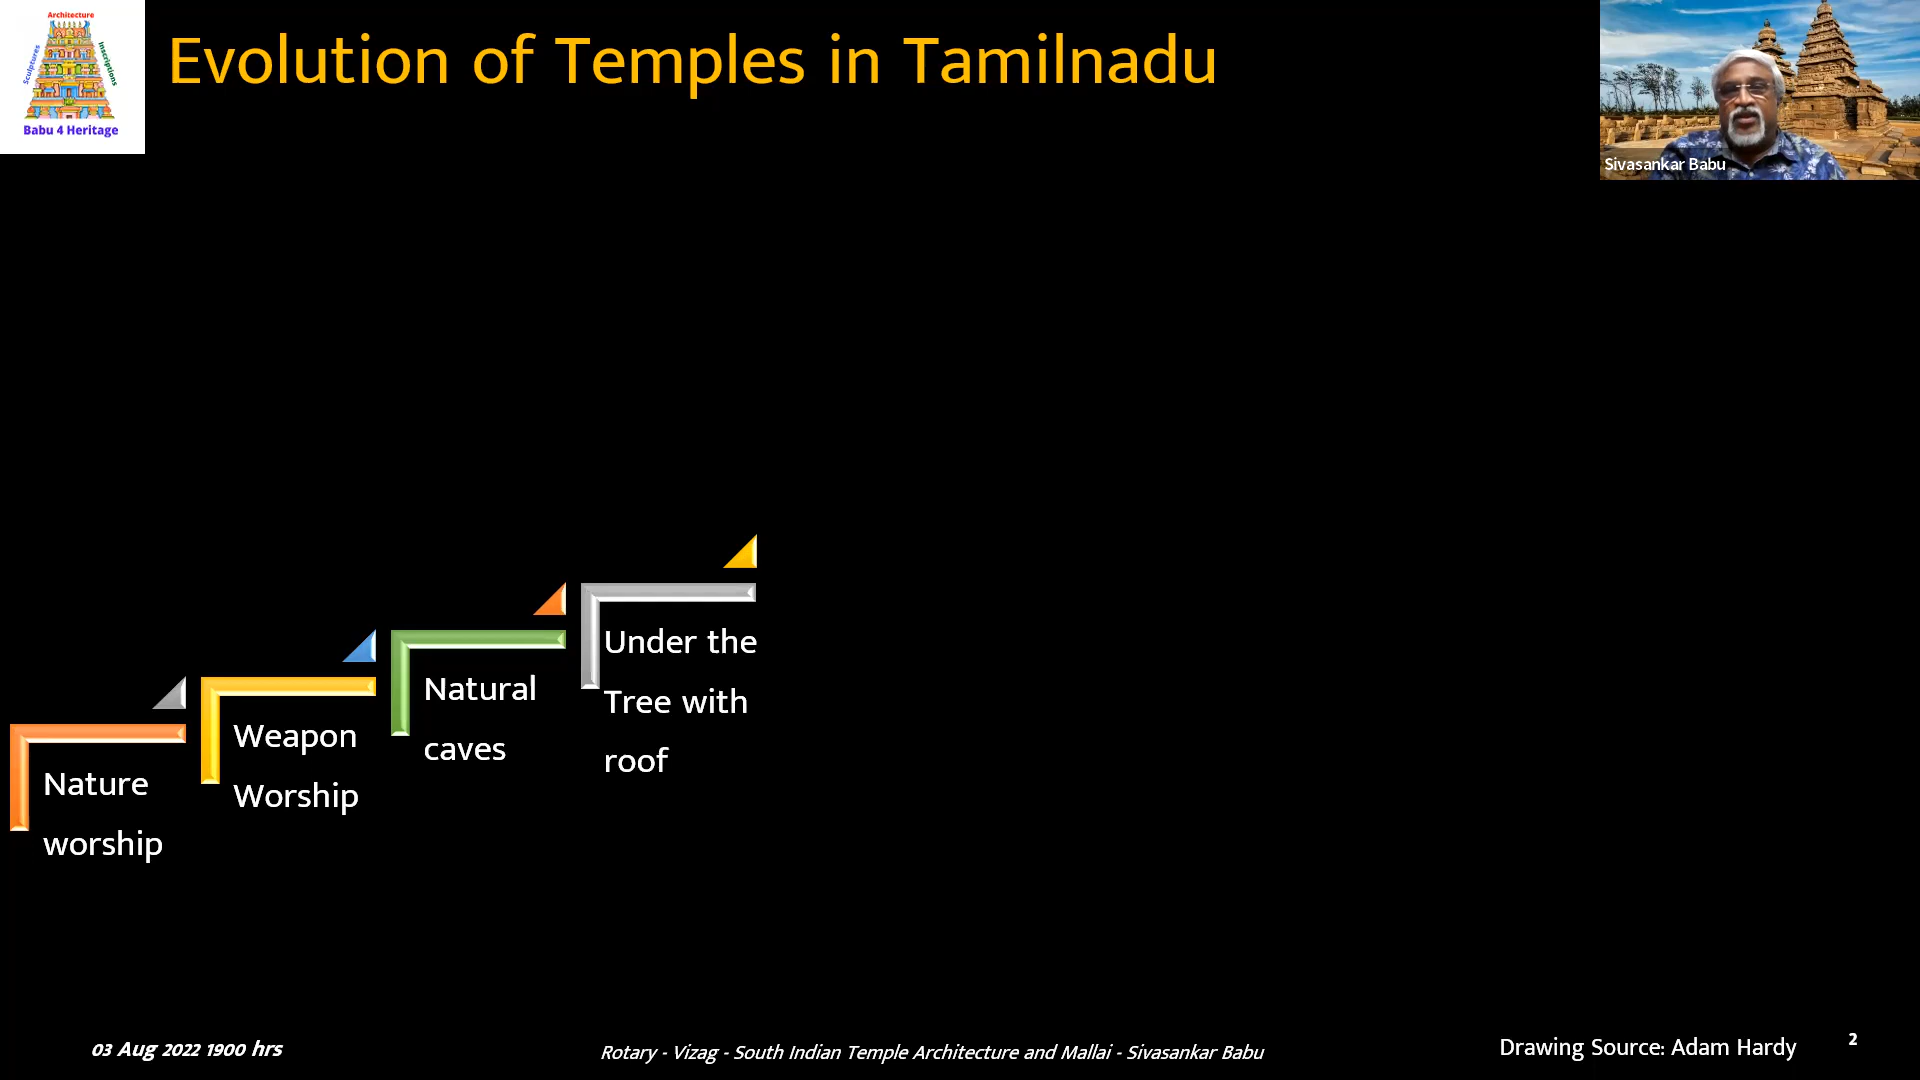 Architecture
Sculptures
Inscriptions
Babu 4 Heritage
Evolution of Temples in Tamilnadu
Sivasankar Babu
Nature
worship
Weapon
Worship
Natural
caves
Under the
Tree with
roof
03 Aug 2022 1900 hrs
Rotary - Vizag - South Indian Temple Architecture and Mallai - Sivasankar Babu
Drawing Source: Adam Hardy
2